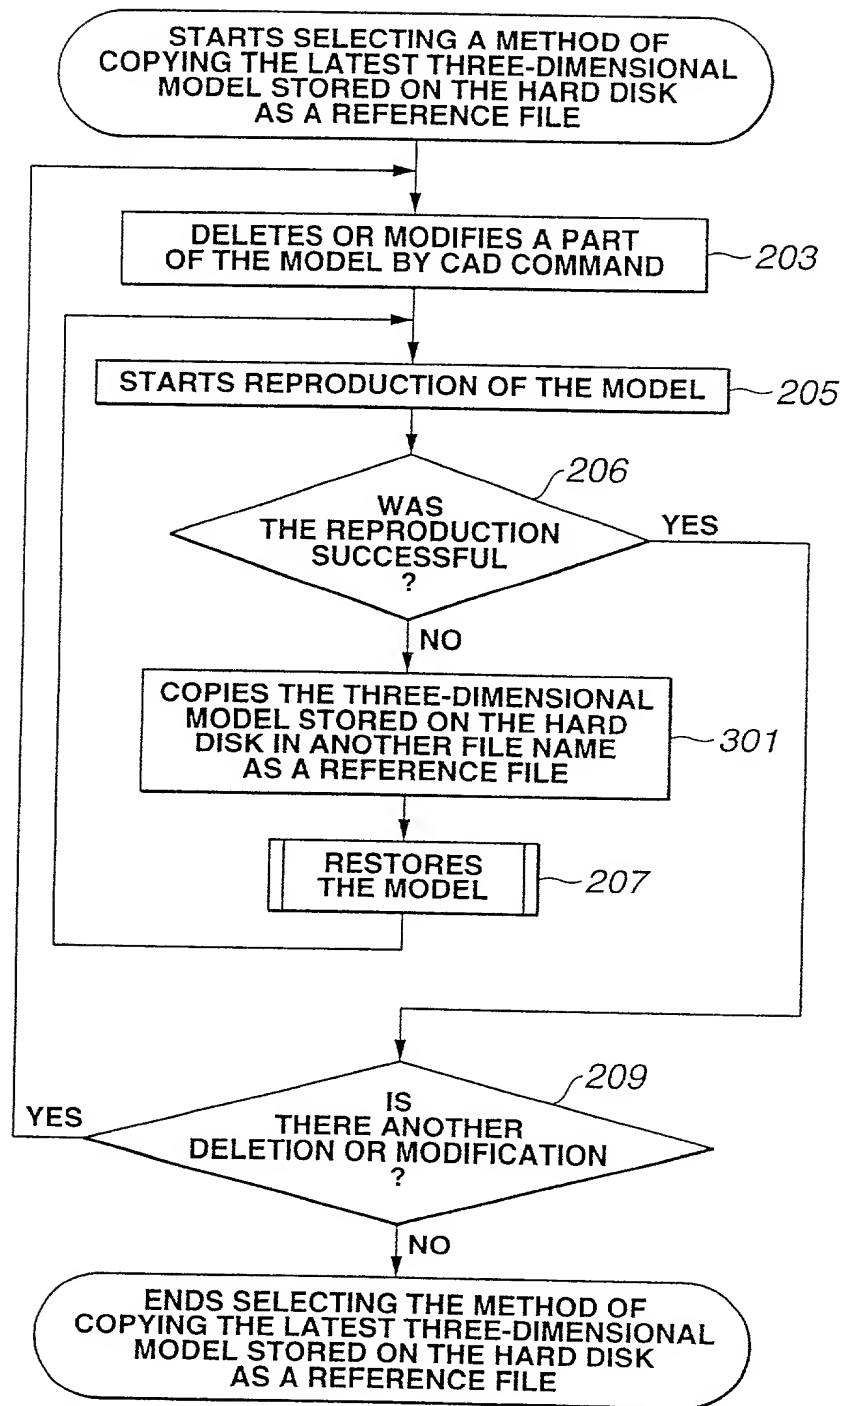 STARTS SELECTING A METHOD OF
COPYING THE LATEST THREE-DIMENSIONAL
MODEL STORED ON THE HARD DISK
AS A REFERENCE FILE
DELETES OR MODIFIES A PART
OF THE MODEL BY CAD COMMAND
203
STARTS REPRODUCTION OF THE MODEL
205
206
WAS
THE REPRODUCTION
SUCCESSFUL
?
YES
NO
COPIES THE THREE-DIMENSIONAL
MODEL STORED ON THE HARD
DISK IN ANOTHER FILE NAME
AS A REFERENCE FILE
301
RESTORES
THE MODEL
207
209
IS
THERE ANOTHER
DELETION OR MODIFICATION
?
YES
NO
ENDS SELECTING THE METHOD OF
COPYING THE LATEST THREE-DIMENSIONAL
MODEL STORED ON THE HARD DISK
AS A REFERENCE FILE